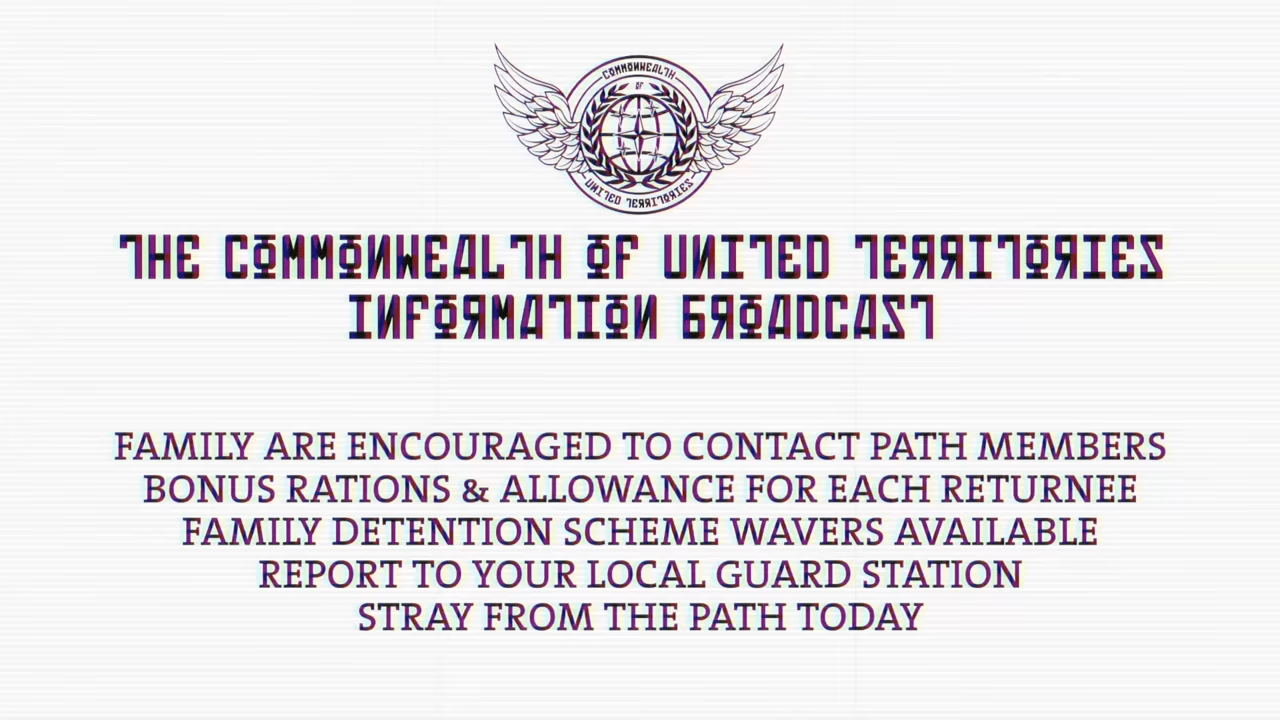 COMMONWEALTH
OF
UNITED TERRITORIES
THE COMMONWEALTH OF UNITED TERRITORIES
INFORMATION BROADCAST
FAMILY ARE ENCOURAGED TO CONTACT PATH MEMBERS
BONUS RATIONS & ALLOWANCE FOR EACH RETURNEE
FAMILY DETENTION SCHEME WAVERS AVAILABLE
REPORT TO YOUR LOCAL GUARD STATION
STRAY FROM THE PATH TODAY